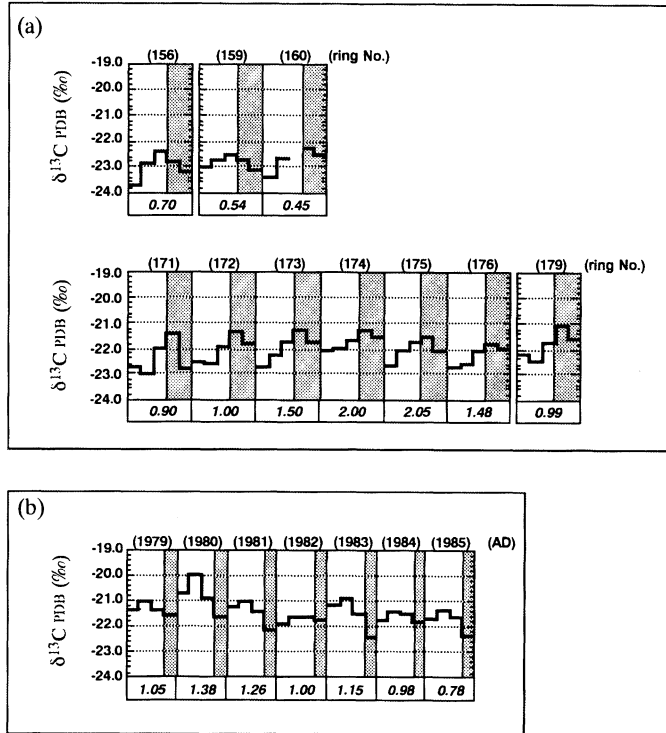 (a)
(156) (159) (160) (ring No.)
δ13C PDB (‰)
-19.0
-20.0
-21.0
-22.0
-23.0
-24.0
0.70 0.54 0.45
(171) (172) (173) (174) (175) (176) (179) (ring No.)
δ13C PDB (‰)
-19.0
-20.0
-21.0
-22.0
-23.0
-24.0
0.90 1.00 1.50 2.00 2.05 1.48 0.99
(b)
(1979) (1980) (1981) (1982) (1983) (1984) (1985) (AD)
δ13C PDB (‰)
-19.0
-20.0
-21.0
-22.0
-23.0
-24.0
1.05 1.38 1.26 1.00 1.15 0.98 0.78